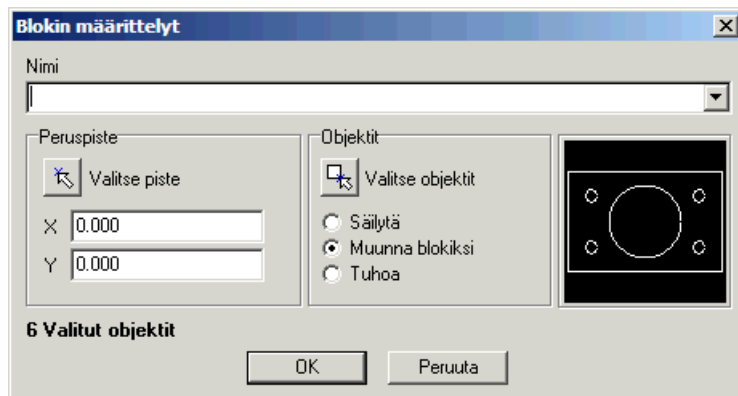 Blokin määrittelyt
Nimi
Peruspiste
Valitse piste
X 0.000
Y 0.000
Objektit
Valitse objektit
Säilytä
Muunna blokiksi
Tuhoa
6 Valitut objektit
OK
Peruuta